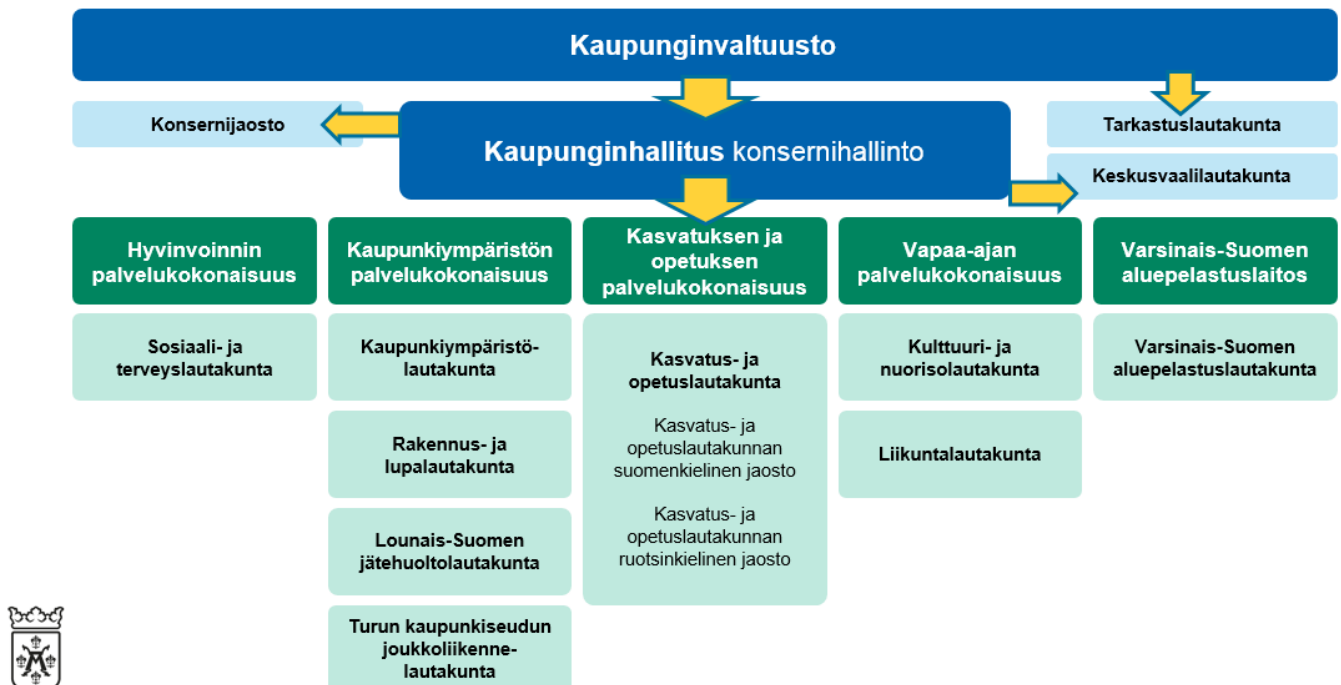 Kaupunginvaltuusto
Konsernijaosto
Kaupunginhallitus konsernihallinto
Tarkastuslautakunta
Keskusvaalilautakunta
Hyvinvoinnin
palvelukokonaisuus
Sosiaali- ja
terveyslautakunta
Kaupunkiympäristön
palvelukokonaisuus
Kaupunkiympäristö-
lautakunta
Rakennus- ja
lupalautakunta
Lounais-Suomen
jätehuoltolautakunta
Turun kaupunkiseudun
joukkoliikenne-
lautakunta
Kasvatuksen ja
opetuksen
palvelukokonaisuus
Kasvatus- ja
opetuslautakunta
Kasvatus- ja
opetuslautakunnan
suomenkielinen jaosto
Kasvatus- ja
opetuslautakunnan
ruotsinkielinen jaosto
Vapaa-ajan
palvelukokonaisuus
Kulttuuri- ja
nuorisolautakunta
Liikuntalautakunta
Varsinais-Suomen
aluepelastuslaitos
Varsinais-Suomen
aluepelastuslautakunta